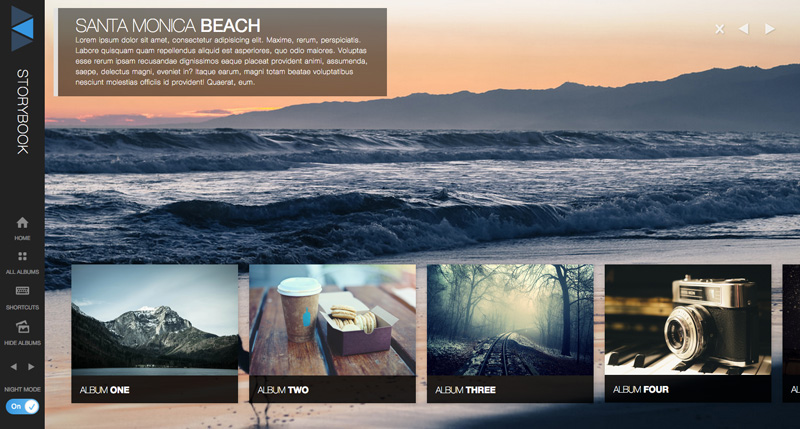 SANTA MONICA BEACH
Lorem ipsum dolor sit amet, consectetur adipisicing elit. Maxime, rerum, perspiciatis.
Labore quisquam quam repellendus aliquid est asperiores, quo odio maiores. Voluptas
esse rerum ipsam recusandae dignissimos eaque placeat provident animi, assumenda,
saepe, delectus magni, eveniet in? Itaque earum, magni totam beatae voluptatibus
nesciunt molestias officiis id provident! Quaerat, eum.
STORYBOOK
HOME
ALL ALBUMS
SHORTCUTS
HIDE ALBUMS
NIGHT MODE
On
ALBUM ONE
ALBUM TWO
ALBUM THREE
ALBUM FOUR